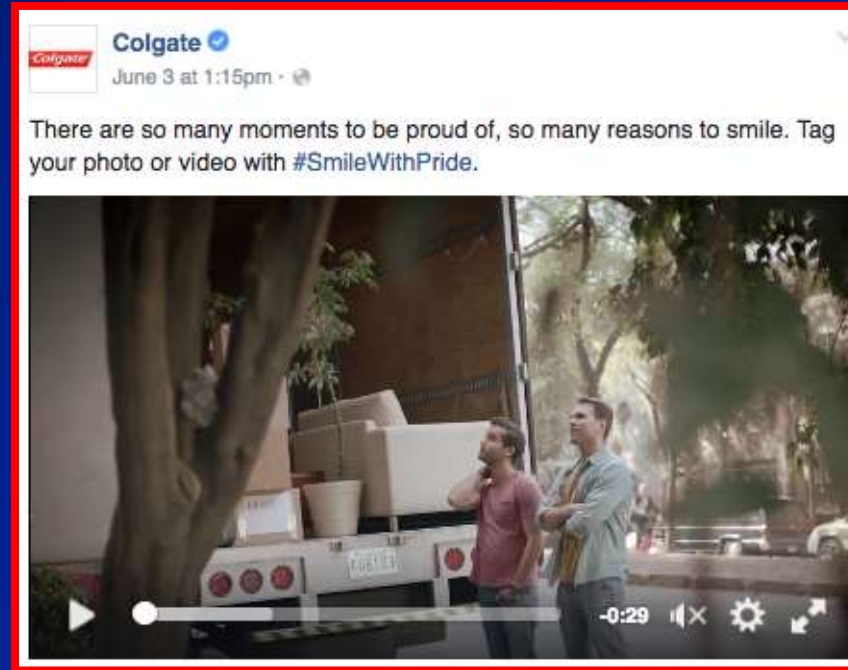 Colgate
Colgate
June 3 at 1:15pm ·
There are so many moments to be proud of, so many reasons to smile. Tag
your photo or video with #SmileWithPride.
-0:29